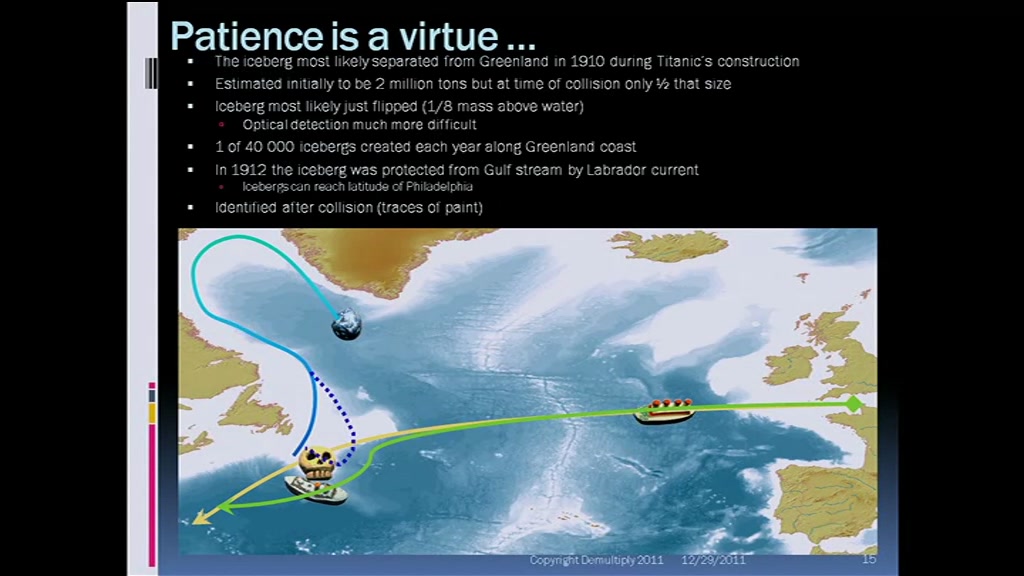 Patience is a virtue ...
The iceberg most likely separated from Greenland in 1910 during Titanic's construction
Estimated initially to be 2 million tons but at time of collision only ½ that size
Iceberg most likely just flipped (1/8 mass above water)
Optical detection much more difficult
1 of 40 000 icebergs created each year along Greenland coast
In 1912 the iceberg was protected from Gulf stream by Labrador current
Icebergs can reach latitude of Philadelphia
Identified after collision (traces of paint)
Copyright Demultiply 2011 12/29/2011 15